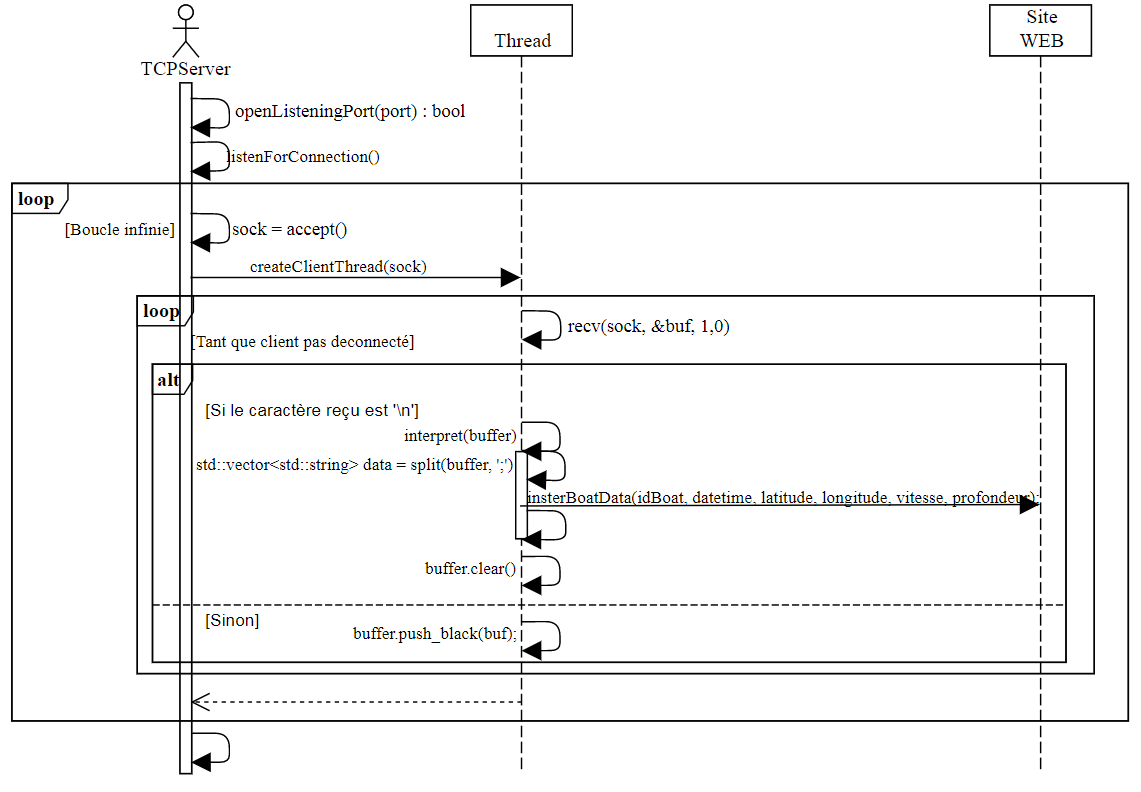 Site
WEB
Thread
TCPServer
openListeningPort(port) : bool
listenForConnection()
loop
[Boucle infinie]
sock = accept()
createClientThread(sock)
loop
recv(sock, &buf, 1,0)
[Tant que client pas deconnecté]
alt
[Si le caractère reçu est '\n']
interpret(buffer)
std::vector<std::string> data = split(buffer, ';')
insterBoatData(idBoat, datetime, latitude, longitude, vitesse, profondeur);
buffer.clear()
[Sinon]
buffer.push_black(buf);